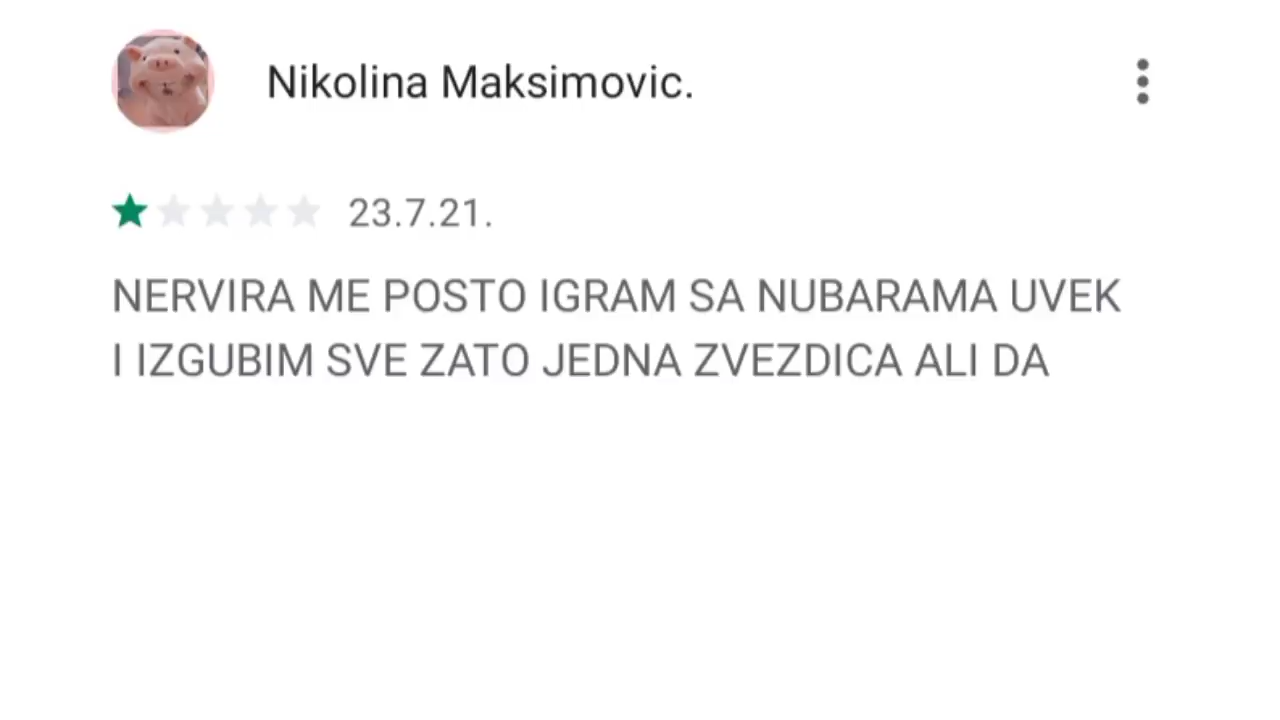 Nikolina Maksimovic.
23.7.21.
NERVIRA ME POSTO IGRAM SA NUBARAMA UVEK
I IZGUBIM SVE ZATO JEDNA ZVEZDICA ALI DA